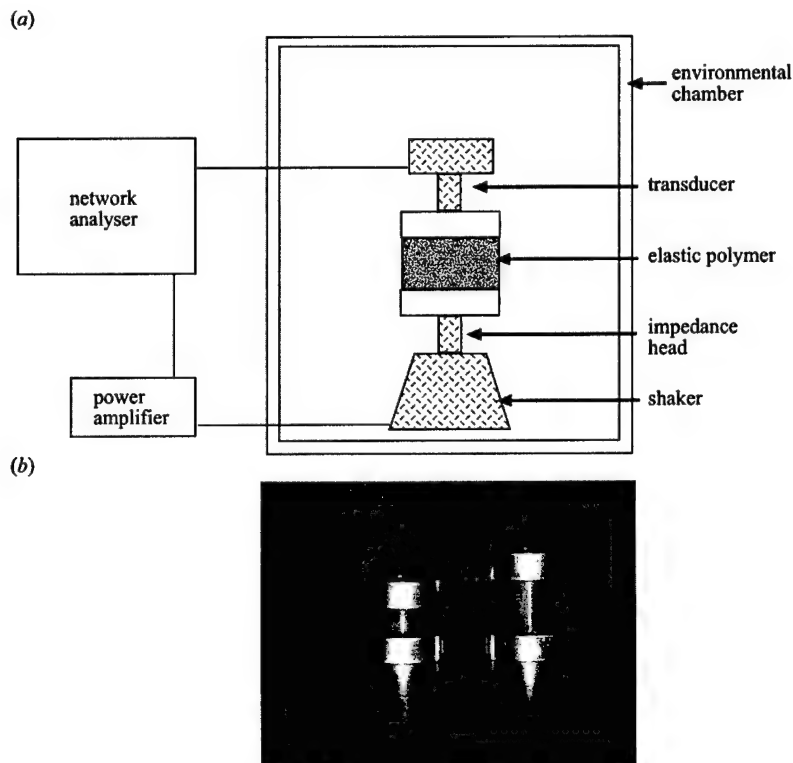 (a)
environmental
chamber
network
analyser
transducer
elastic polymer
impedance
head
power
amplifier
shaker
(b)